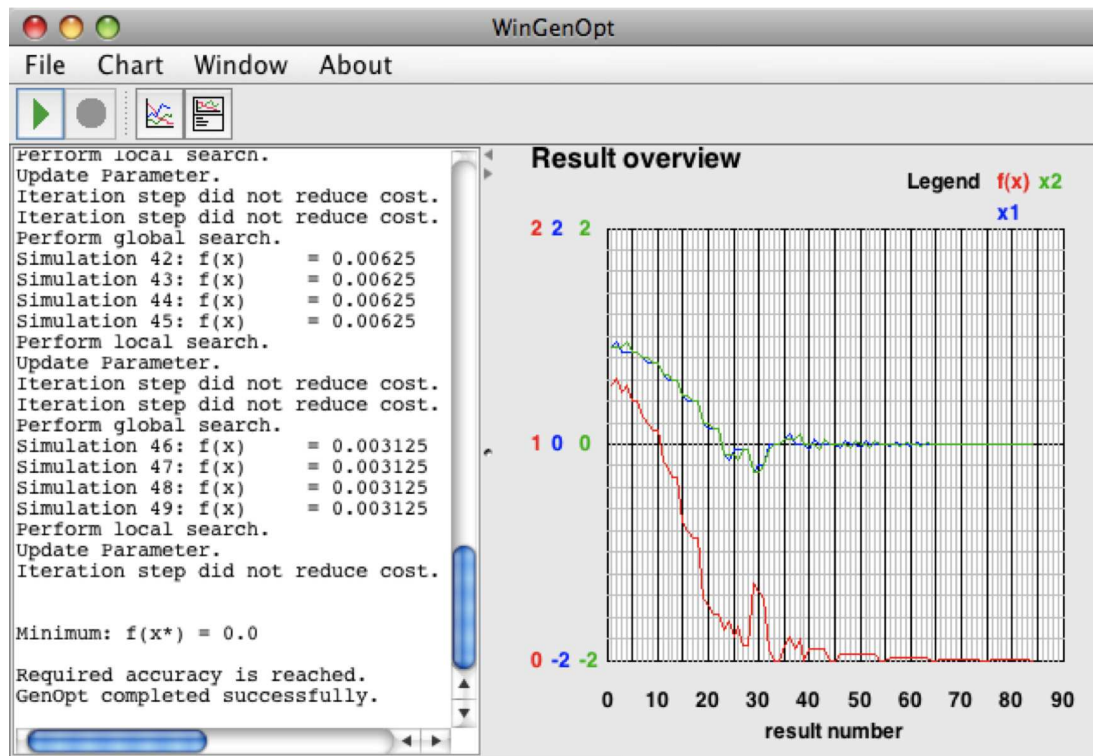 WinGenOpt
File Chart Window About
Perform local search.
Update Parameter.
Iteration step did not reduce cost.
Iteration step did not reduce cost.
Perform global search.
Simulation 42: f(x) = 0.00625
Simulation 43: f(x) = 0.00625
Simulation 44: f(x) = 0.00625
Simulation 45: f(x) = 0.00625
Perform local search.
Update Parameter.
Iteration step did not reduce cost.
Iteration step did not reduce cost.
Perform global search.
Simulation 46: f(x) = 0.003125
Simulation 47: f(x) = 0.003125
Simulation 48: f(x) = 0.003125
Simulation 49: f(x) = 0.003125
Perform local search.
Update Parameter.
Iteration step did not reduce cost.
Minimum: f(x*) = 0.0
Required accuracy is reached.
GenOpt completed successfully.
Result overview
Legend f(x) x2
x1
2 2 2
1 0 0
0 -2 -2
0 10 20 30 40 50 60 70 80 90
result number